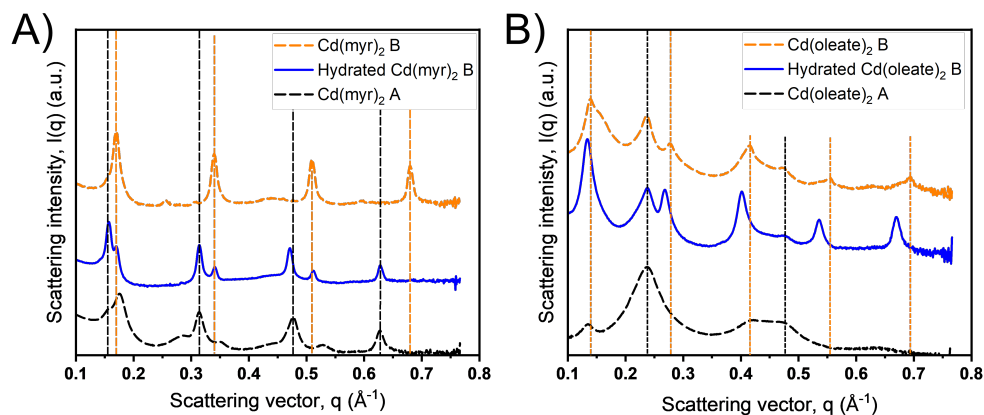 A)
Cd(myr)₂ B
Hydrated Cd(myr)₂ B
Cd(myr)₂ A
Scattering intensity, I(q) (a.u.)
0.1 0.2 0.3 0.4 0.5 0.6 0.7 0.8
Scattering vector, q (Å⁻¹)
B)
Cd(oleate)₂ B
Hydrated Cd(oleate)₂ B
Cd(oleate)₂ A
Scattering intenisty, I(q) (a.u.)
0.1 0.2 0.3 0.4 0.5 0.6 0.7 0.8
Scattering vector, q (Å⁻¹)